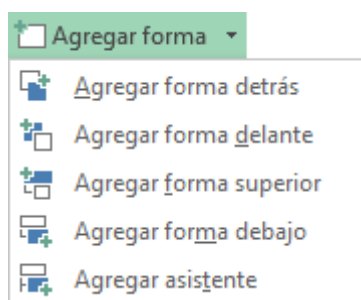 Agregar forma
Agregar forma detrás
Agregar forma delante
Agregar forma superior
Agregar forma debajo
Agregar asistente